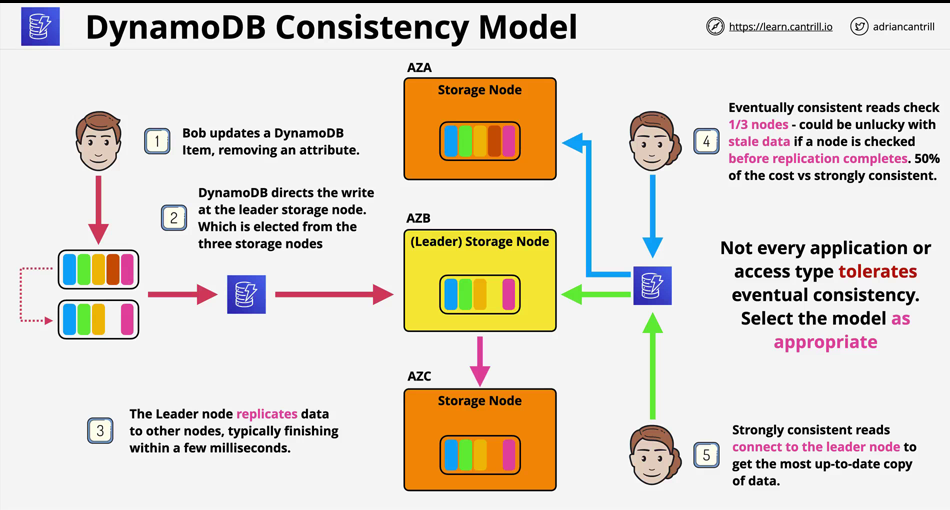 DynamoDB Consistency Model
https://learn.cantrill.io
adriancantrill
1
Bob updates a DynamoDB
Item, removing an attribute.
2
DynamoDB directs the write
at the leader storage node.
Which is elected from the
three storage nodes
3
The Leader node replicates data
to other nodes, typically finishing
within a few milliseconds.
AZA
Storage Node
AZB
(Leader) Storage Node
AZC
Storage Node
4
Eventually consistent reads check
1/3 nodes - could be unlucky with
stale data if a node is checked
before replication completes. 50%
of the cost vs strongly consistent.
Not every application or
access type tolerates
eventual consistency.
Select the model as
appropriate
5
Strongly consistent reads
connect to the leader node to
get the most up-to-date copy
of data.